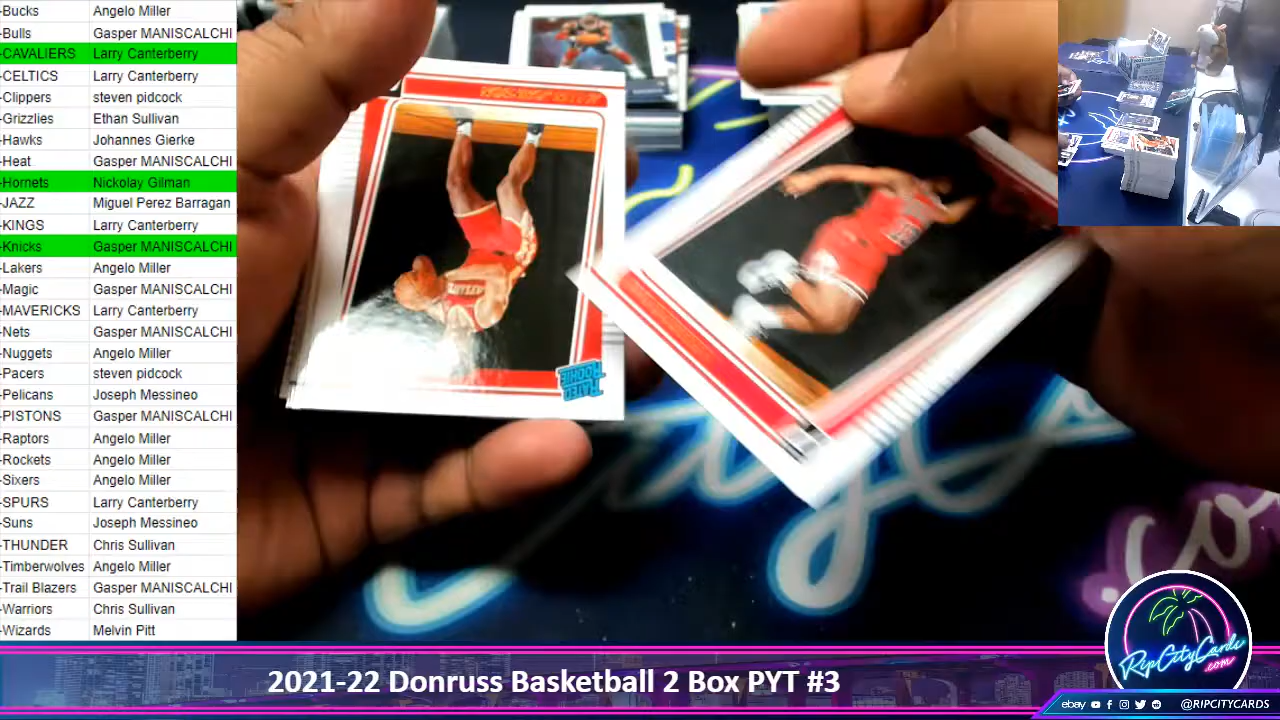 -Bucks Angelo Miller
-Bulls Gasper MANISCALCHI
-CAVALIERS Larry Canterberry
-CELTICS Larry Canterberry
-Clippers steven pidcock
-Grizzlies Ethan Sullivan
-Hawks Johannes Gierke
-Heat Gasper MANISCALCHI
-Hornets Nickolay Gilman
-JAZZ Miguel Perez Barragan
-KINGS Larry Canterberry
-Knicks Gasper MANISCALCHI
-Lakers Angelo Miller
-Magic Gasper MANISCALCHI
-MAVERICKS Larry Canterberry
-Nets Gasper MANISCALCHI
-Nuggets Angelo Miller
-Pacers steven pidcock
-Pelicans Joseph Messineo
-PISTONS Gasper MANISCALCHI
-Raptors Angelo Miller
-Rockets Angelo Miller
-Sixers Angelo Miller
-SPURS Larry Canterberry
-Suns Joseph Messineo
-THUNDER Chris Sullivan
-Timberwolves Angelo Miller
-Trail Blazers Gasper MANISCALCHI
-Warriors Chris Sullivan
-Wizards Melvin Pitt
RATED
ROOKIE
.co
2021-22 Donruss Basketball 2 Box PYT #3
RipCityCards
.com
ebay @RIPCITYCARDS